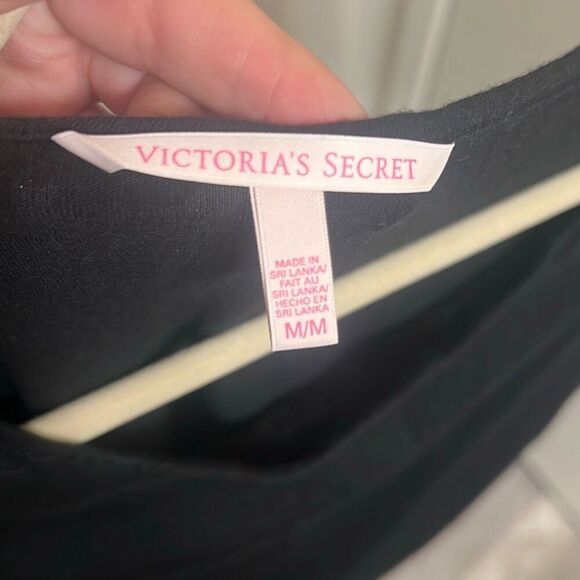 VICTORIA'S SECRET
MADE IN
SRI LANKA/
FAIT AU
SRI LANKA/
HECHO EN
SRI LANKA
M/M